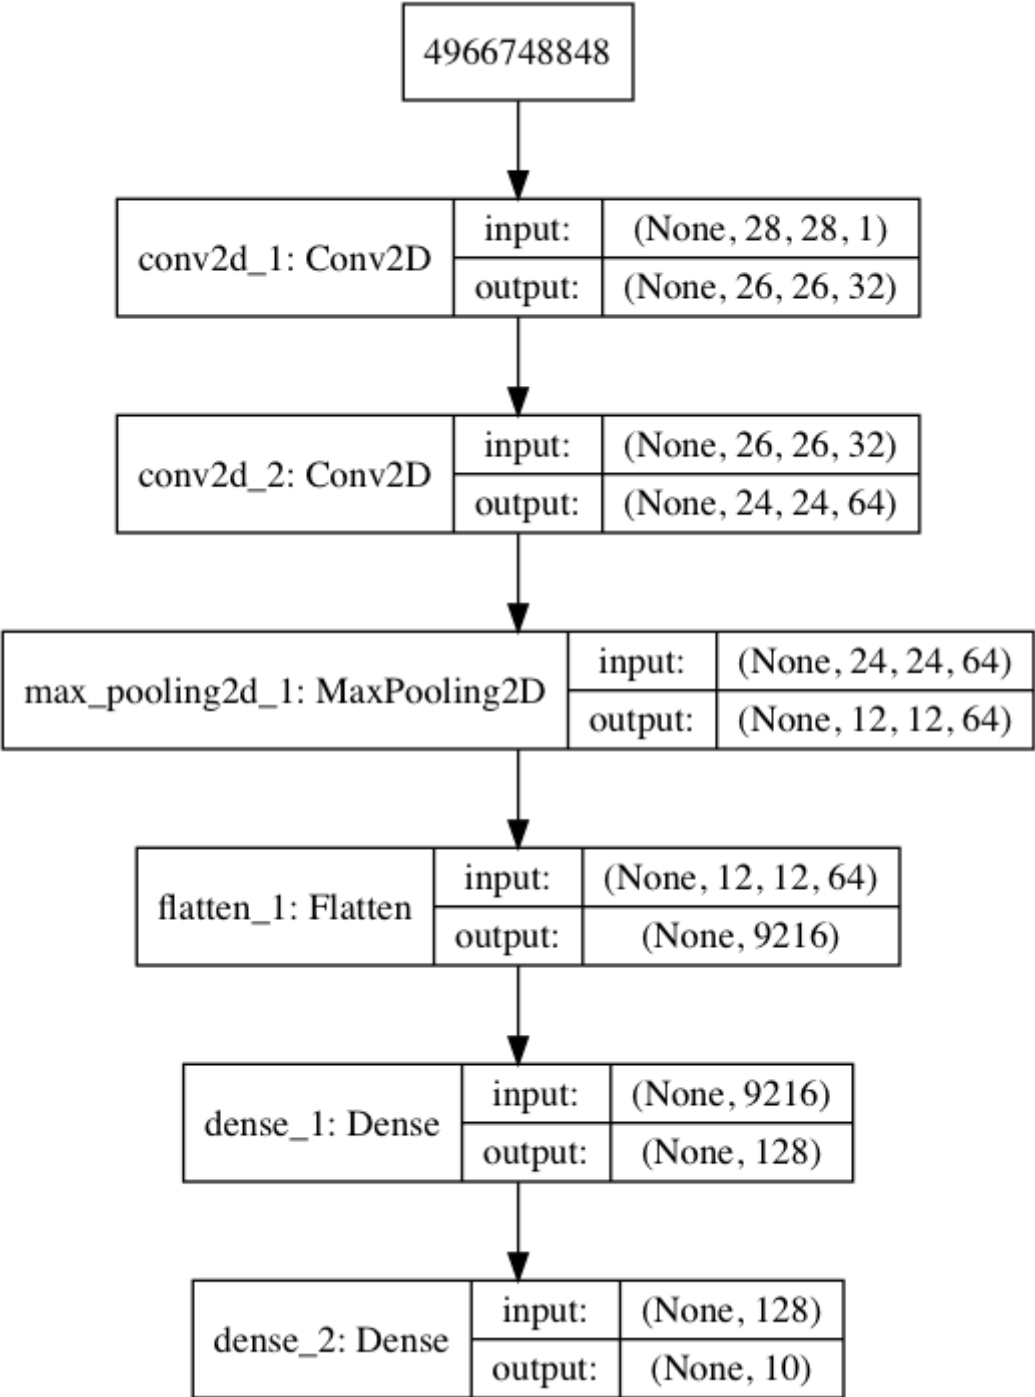 4966748848
conv2d_1: Conv2D
input:
(None, 28, 28, 1)
output:
(None, 26, 26, 32)
conv2d_2: Conv2D
input:
(None, 26, 26, 32)
output:
(None, 24, 24, 64)
max_pooling2d_1: MaxPooling2D
input:
(None, 24, 24, 64)
output:
(None, 12, 12, 64)
flatten_1: Flatten
input:
(None, 12, 12, 64)
output:
(None, 9216)
dense_1: Dense
input:
(None, 9216)
output:
(None, 128)
dense_2: Dense
input:
(None, 128)
output:
(None, 10)